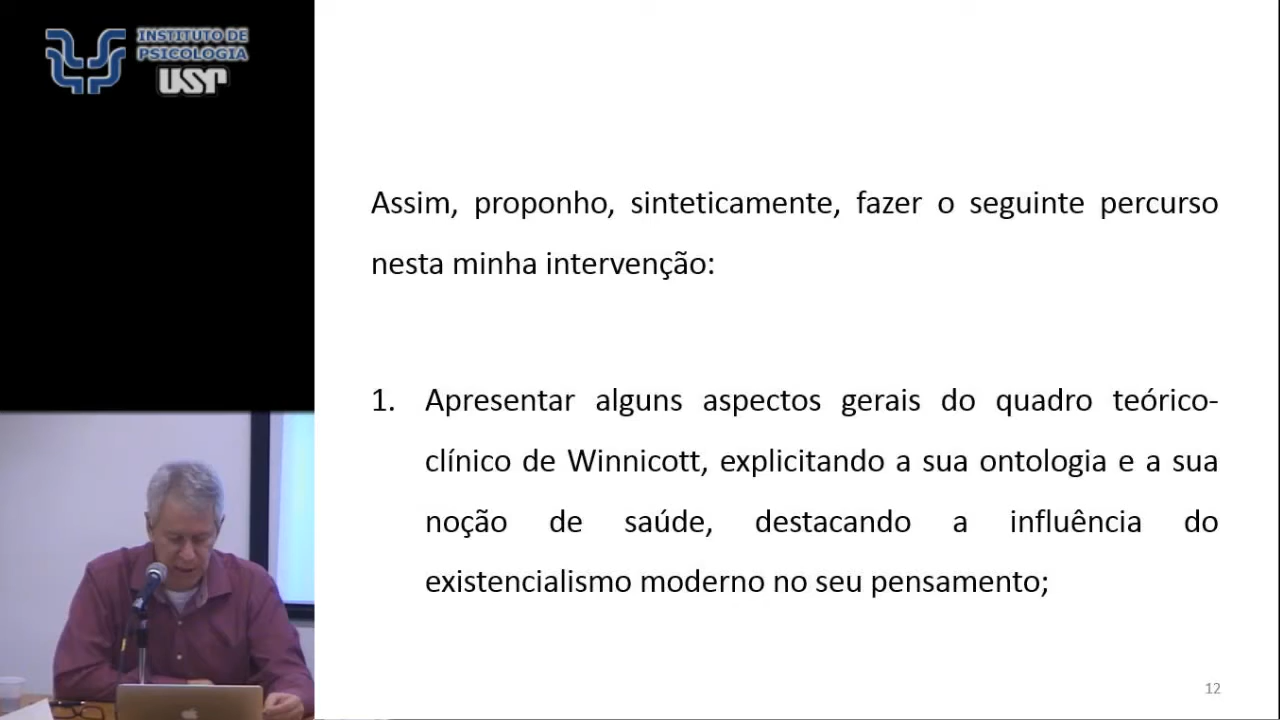 INSTITUTO DE
PSICOLOGIA
USP
Assim, proponho, sinteticamente, fazer o seguinte percurso
nesta minha intervenção:
1. Apresentar alguns aspectos gerais do quadro teórico-
clínico de Winnicott, explicitando a sua ontologia e a sua
noção de saúde, destacando a influência do
existencialismo moderno no seu pensamento;
12